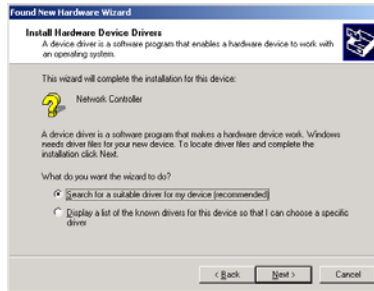 Found New Hardware Wizard
Install Hardware Device Drivers
A device driver is a software program that enables a hardware device to work with
an operating system.
This wizard will complete the installation for this device:
Network Controller
A device driver is a software program that makes a hardware device work. Windows
needs driver files for your new device. To locate driver files and complete the
installation click Next.
What do you want the wizard to do?
Search for a suitable driver for my device (recommended)
Display a list of the known drivers for this device so that I can choose a specific
driver
< Back Next > Cancel